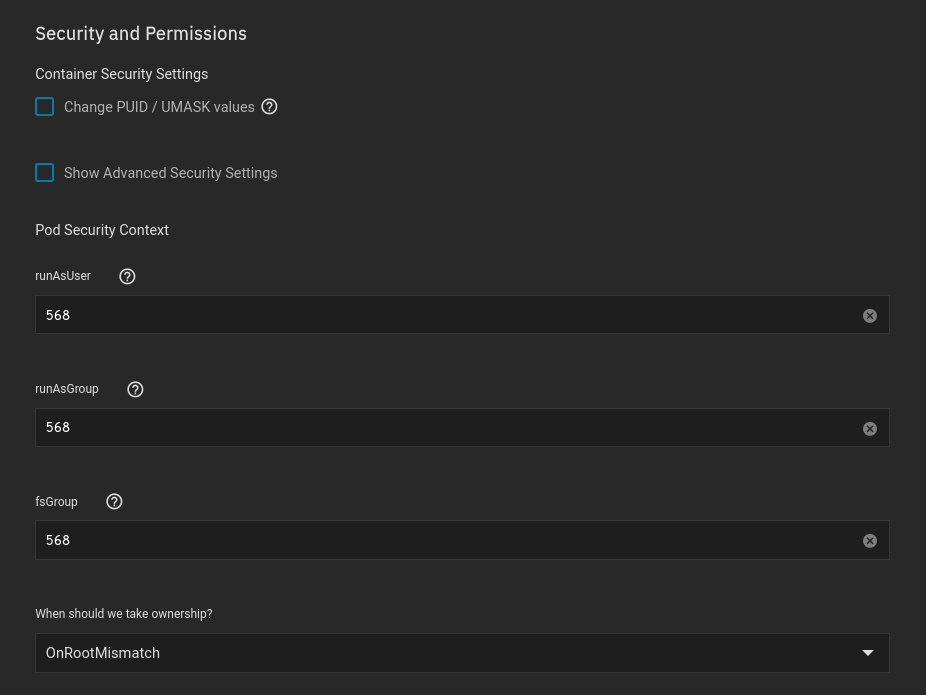 Security and Permissions
Container Security Settings
Change PUID / UMASK values
Show Advanced Security Settings
Pod Security Context
runAsUser
568
runAsGroup
568
fsGroup
568
When should we take ownership?
OnRootMismatch